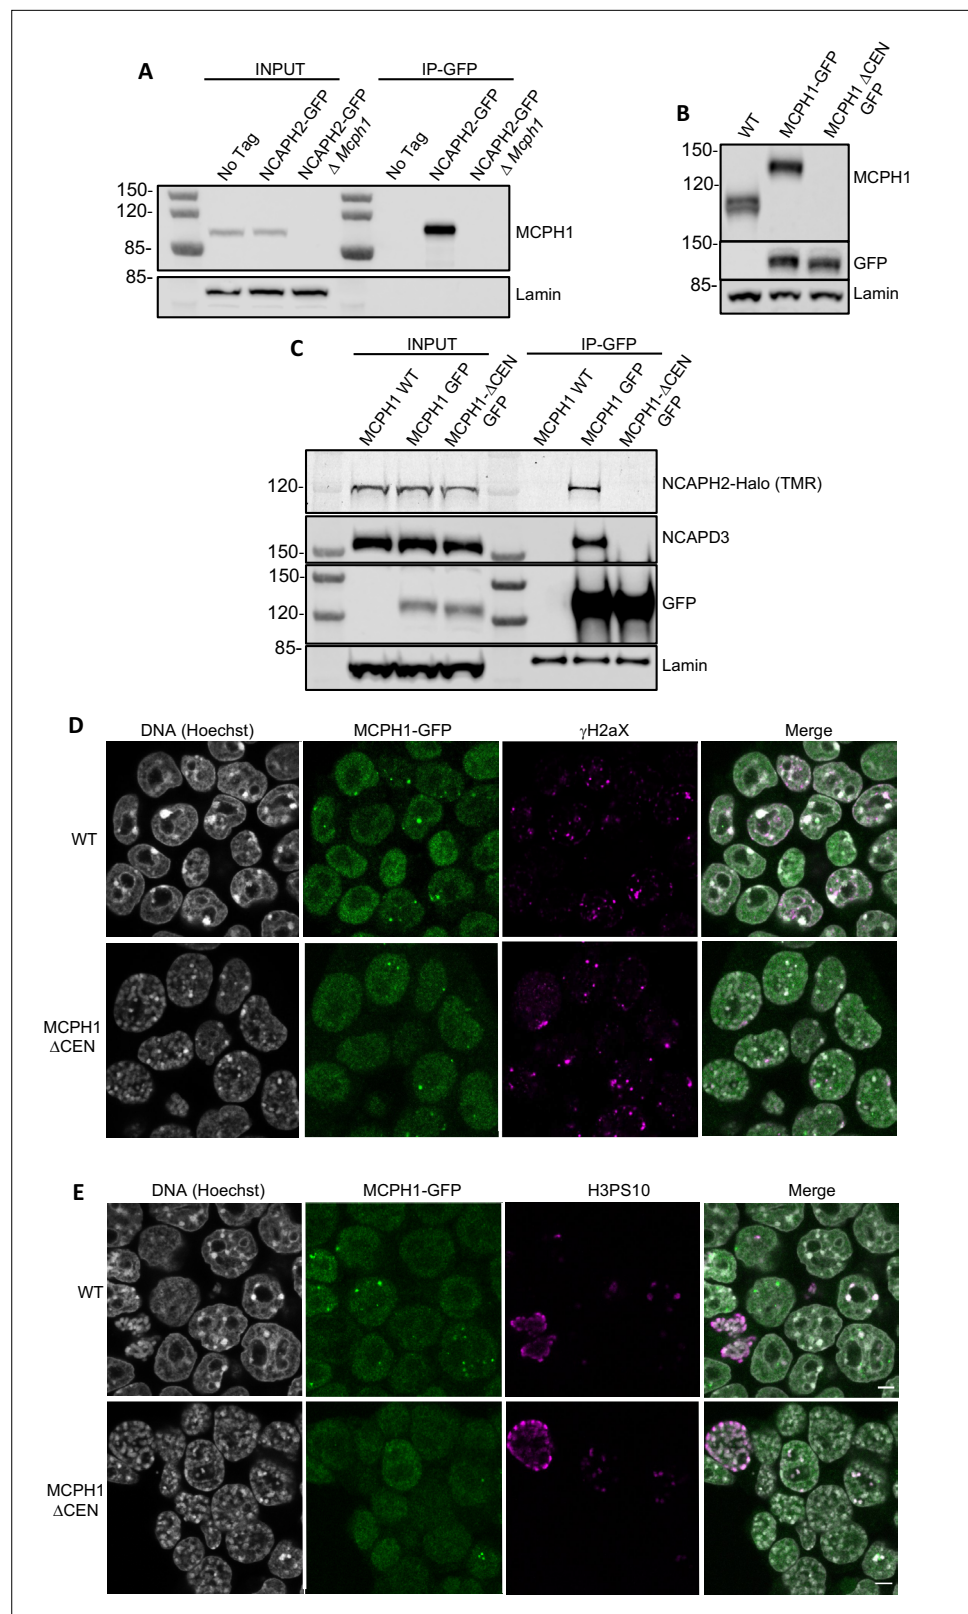 A
INPUT
IP-GFP
No Tag
NCAPH2-GFP
NCAPH2-GFP
Δ Mcph1
No Tag
NCAPH2-GFP
NCAPH2-GFP
Δ Mcph1
150-
120-
85-
MCPH1
85-
Lamin
B
WT
MCPH1-GFP
MCPH1 ΔCEN
GFP
150-
120-
MCPH1
150-
GFP
85-
Lamin
C
INPUT
IP-GFP
MCPH1 WT
MCPH1 GFP
MCPH1-ΔCEN
GFP
MCPH1 WT
MCPH1 GFP
MCPH1-ΔCEN
GFP
120-
NCAPH2-Halo (TMR)
150-
NCAPD3
150-
120-
GFP
85-
Lamin
D
DNA (Hoechst)
MCPH1-GFP
γH2aX
Merge
WT
MCPH1
ΔCEN
E
DNA (Hoechst)
MCPH1-GFP
H3PS10
Merge
WT
MCPH1
ΔCEN